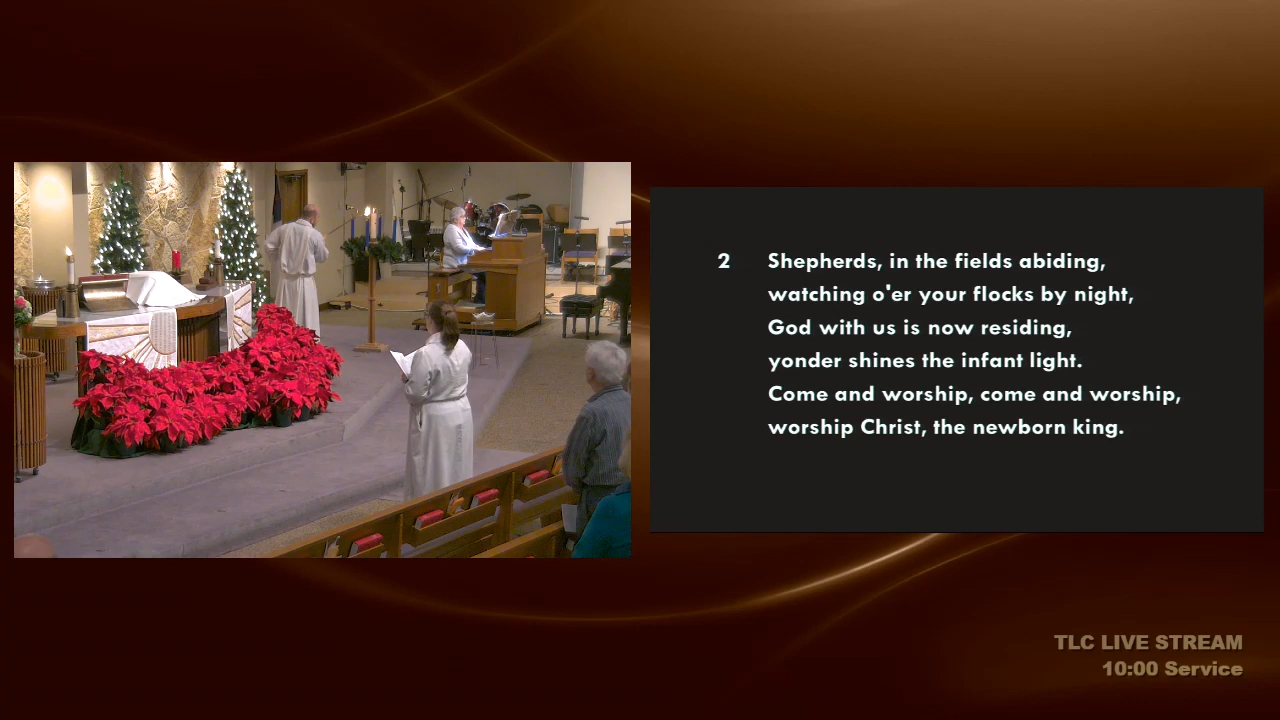 2 Shepherds, in the fields abiding,
watching o'er your flocks by night,
God with us is now residing,
yonder shines the infant light.
Come and worship, come and worship,
worship Christ, the newborn king.
TLC LIVE STREAM
10:00 Service